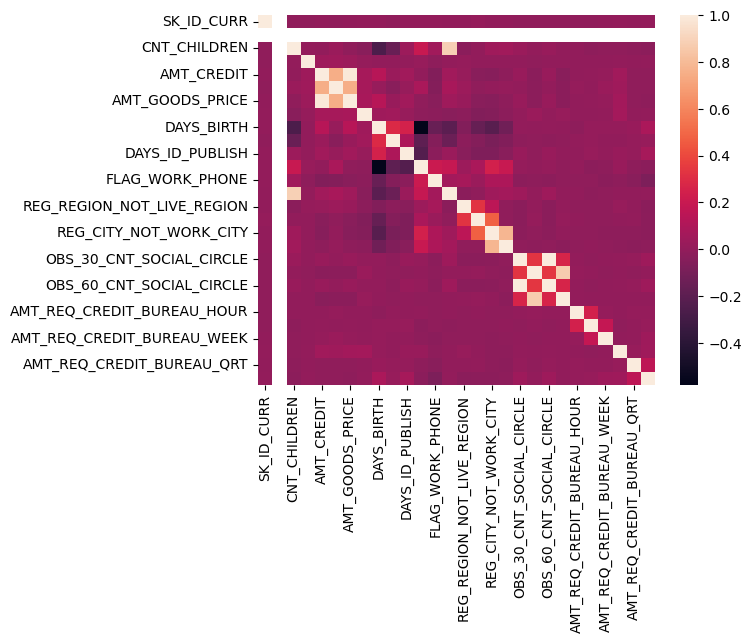 SK_ID_CURR
CNT_CHILDREN
AMT_CREDIT
AMT_GOODS_PRICE
DAYS_BIRTH
DAYS_ID_PUBLISH
FLAG_WORK_PHONE
REG_REGION_NOT_LIVE_REGION
REG_CITY_NOT_WORK_CITY
OBS_30_CNT_SOCIAL_CIRCLE
OBS_60_CNT_SOCIAL_CIRCLE
AMT_REQ_CREDIT_BUREAU_HOUR
AMT_REQ_CREDIT_BUREAU_WEEK
AMT_REQ_CREDIT_BUREAU_QRT
SK_ID_CURR
CNT_CHILDREN
AMT_CREDIT
AMT_GOODS_PRICE
DAYS_BIRTH
DAYS_ID_PUBLISH
FLAG_WORK_PHONE
REG_REGION_NOT_LIVE_REGION
REG_CITY_NOT_WORK_CITY
OBS_30_CNT_SOCIAL_CIRCLE
OBS_60_CNT_SOCIAL_CIRCLE
AMT_REQ_CREDIT_BUREAU_HOUR
AMT_REQ_CREDIT_BUREAU_WEEK
AMT_REQ_CREDIT_BUREAU_QRT
1.0
0.8
0.6
0.4
0.2
0.0
−0.2
−0.4